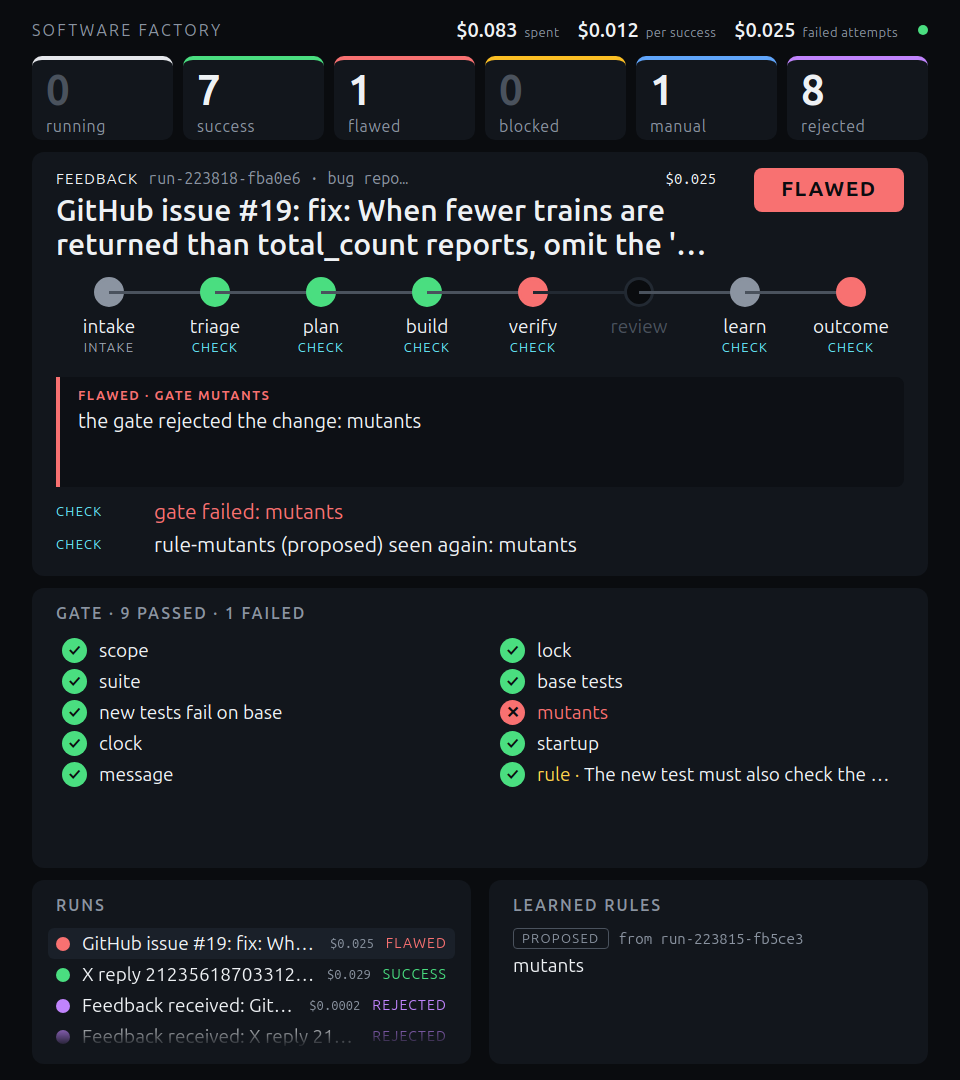 SOFTWARE FACTORY
$0.083 spent $0.012 per success $0.025 failed attempts
0 running
7 success
1 flawed
0 blocked
1 manual
8 rejected
FEEDBACK run-223818-fba0e6 · bug repo… $0.025
FLAWED
GitHub issue #19: fix: When fewer trains are
returned than total_count reports, omit the '…
intake triage plan build verify review learn outcome
INTAKE CHECK CHECK CHECK CHECK CHECK CHECK
FLAWED · GATE MUTANTS
the gate rejected the change: mutants
CHECK gate failed: mutants
CHECK rule-mutants (proposed) seen again: mutants
GATE · 9 PASSED · 1 FAILED
scope
lock
suite
base tests
new tests fail on base
mutants
clock
startup
message
rule · The new test must also check the …
RUNS
GitHub issue #19: fix: Wh… $0.025 FLAWED
X reply 21235618703312… $0.029 SUCCESS
Feedback received: Git… $0.0002 REJECTED
Feedback received: X reply 21… REJECTED
LEARNED RULES
PROPOSED from run-223815-fb5ce3
mutants